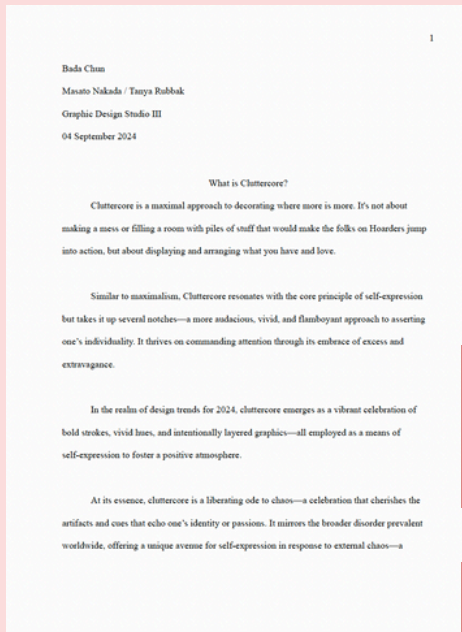 1
Bada Chun
Masato Nakada / Tanya Rubbak
Graphic Design Studio III
04 September 2024
What is Cluttercore?
Cluttercore is a maximal approach to decorating where more is more. It's not about
making a mess or filling a room with piles of stuff that would make the folks on Hoarders jump
into action, but about displaying and arranging what you have and love.
Similar to maximalism, Cluttercore resonates with the core principle of self-expression
but takes it up several notches—a more audacious, vivid, and flamboyant approach to asserting
one's individuality. It thrives on commanding attention through its embrace of excess and
extravagance.
In the realm of design trends for 2024, cluttercore emerges as a vibrant celebration of
bold strokes, vivid hues, and intentionally layered graphics—all employed as a means of
self-expression to foster a positive atmosphere.
At its essence, cluttercore is a liberating ode to chaos—a celebration that cherishes the
artifacts and cues that echo one's identity or passions. It mirrors the broader disorder prevalent
worldwide, offering a unique avenue for self-expression in response to external chaos—a